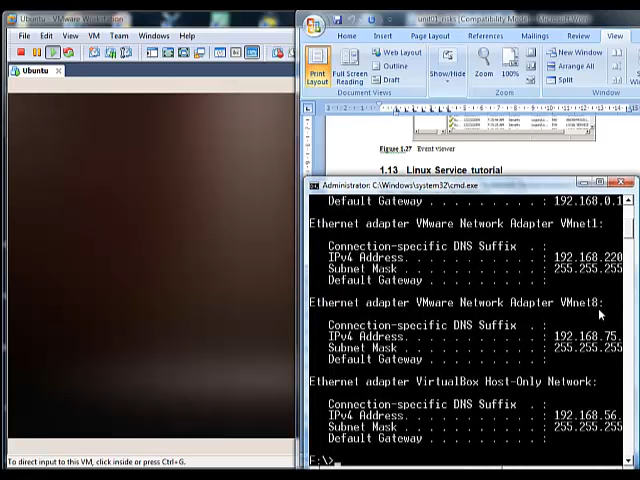 Ubuntu - VMware Workstation
File Edit View VM Team Windows Help
Ubuntu
To direct input to this VM, click inside or press Ctrl+G.
unit01_risks [Compatibility Mode] - Microsoft
Home Insert Page Layout References Mailings Review View
Print Layout
Full Screen Reading
Web Layout
Outline
Draft
Document Views
Show/Hide
Zoom
100%
Zoom
New Window
Arrange All
Split
Window
Figure 1.27 Event viewer
1.13 Linux Service tutorial
Administrator: C:\Windows\system32\cmd.exe
Default Gateway . . . . . . . . . : 192.168.0.1
Ethernet adapter VMware Network Adapter VMnet1:
Connection-specific DNS Suffix . :
IPv4 Address. . . . . . . . . . . : 192.168.220
Subnet Mask . . . . . . . . . . . : 255.255.255
Default Gateway . . . . . . . . . :
Ethernet adapter VMware Network Adapter VMnet8:
Connection-specific DNS Suffix . :
IPv4 Address. . . . . . . . . . . : 192.168.75.
Subnet Mask . . . . . . . . . . . : 255.255.255
Default Gateway . . . . . . . . . :
Ethernet adapter VirtualBox Host-Only Network:
Connection-specific DNS Suffix . :
IPv4 Address. . . . . . . . . . . : 192.168.56.
Subnet Mask . . . . . . . . . . . : 255.255.255
Default Gateway . . . . . . . . . :
E:\>